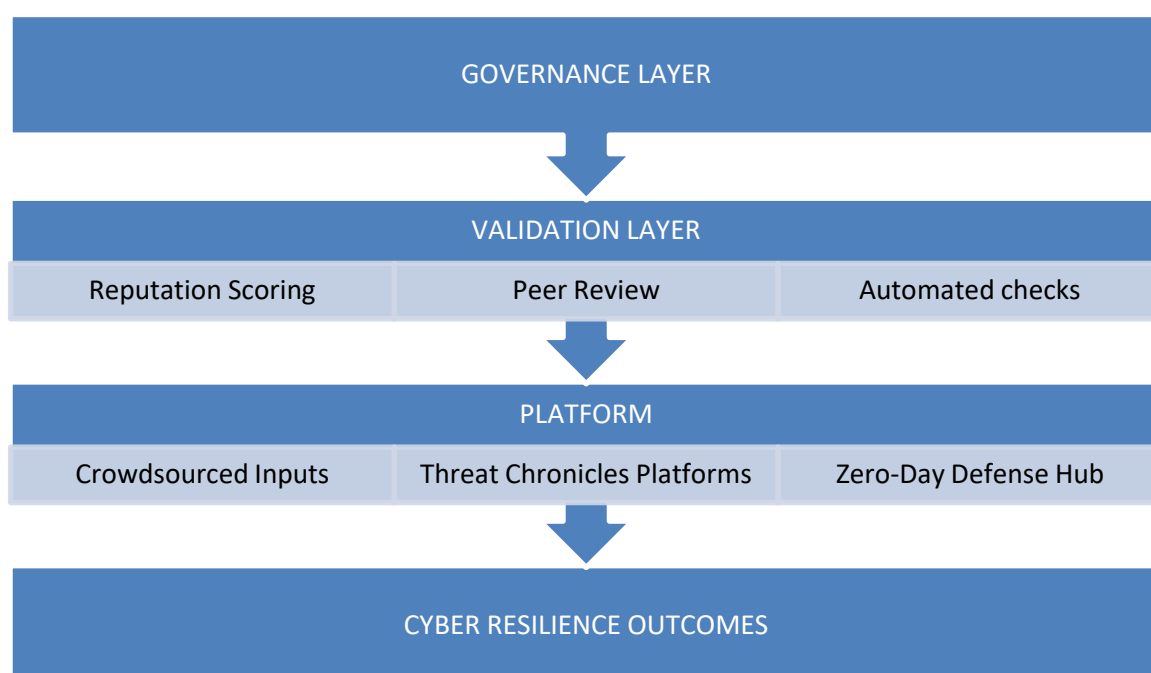 GOVERNANCE LAYER
VALIDATION LAYER
Reputation Scoring
Peer Review
Automated checks
PLATFORM
Crowdsourced Inputs
Threat Chronicles Platforms
Zero-Day Defense Hub
CYBER RESILIENCE OUTCOMES